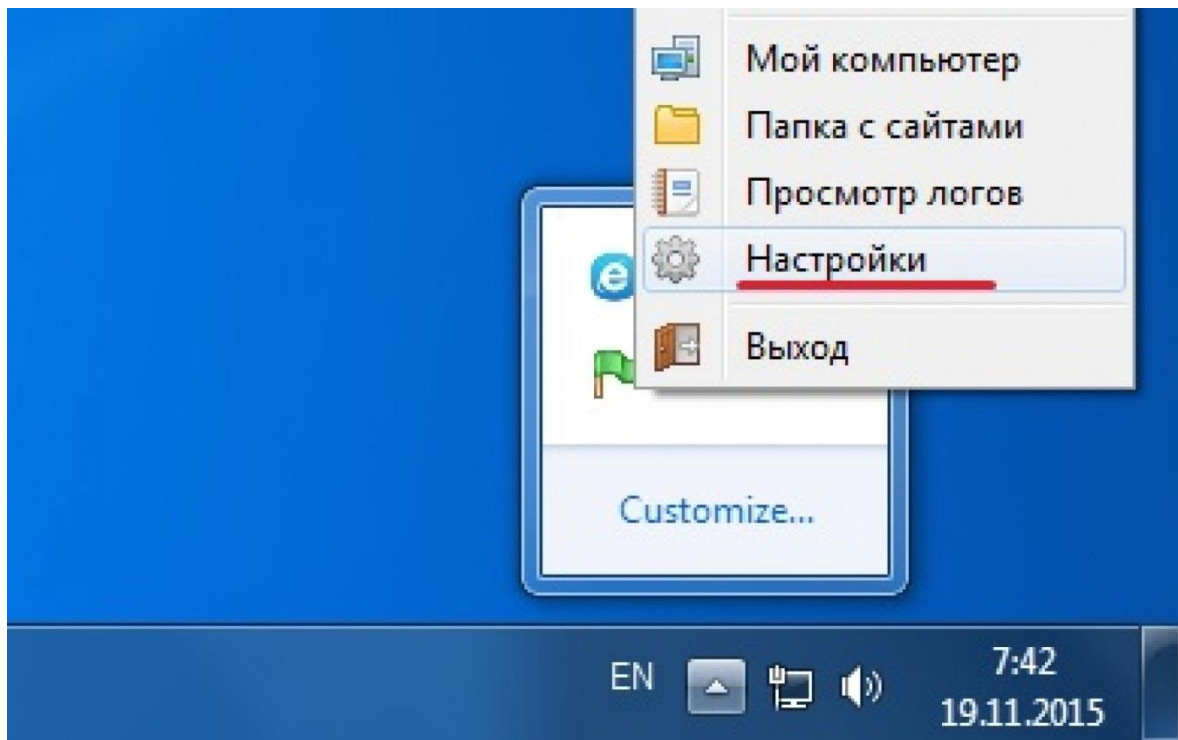 Мой компьютер
Папка с сайтами
Просмотр логов
Настройки
Выход
Customize...
EN
7:42
19.11.2015